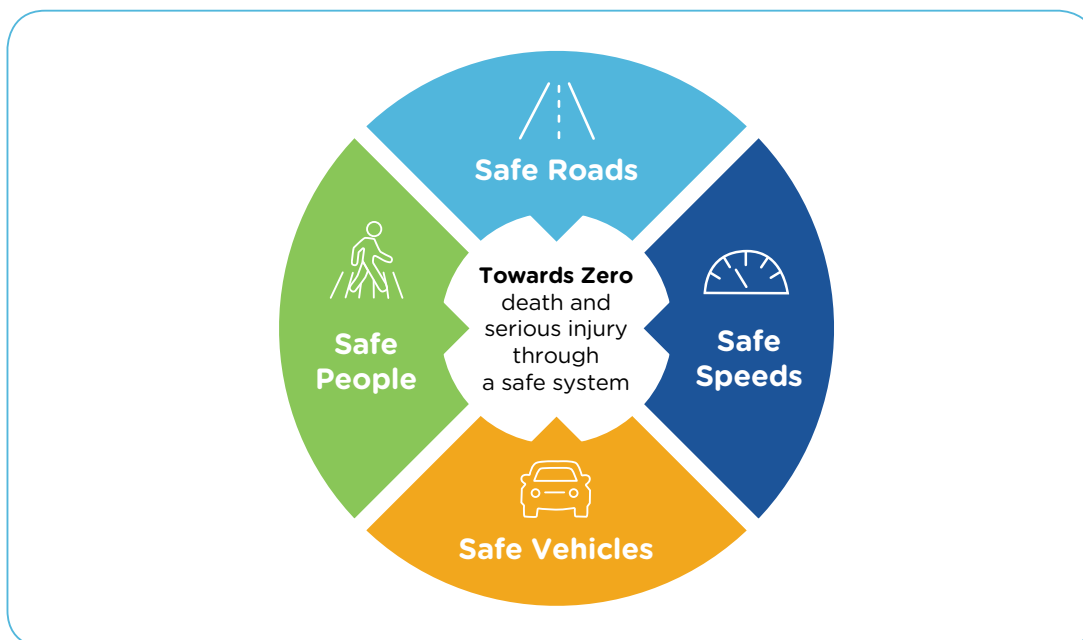 Safe Roads
Towards Zero
death and
serious injury
through
a safe system
Safe
People
Safe
Speeds
Safe Vehicles